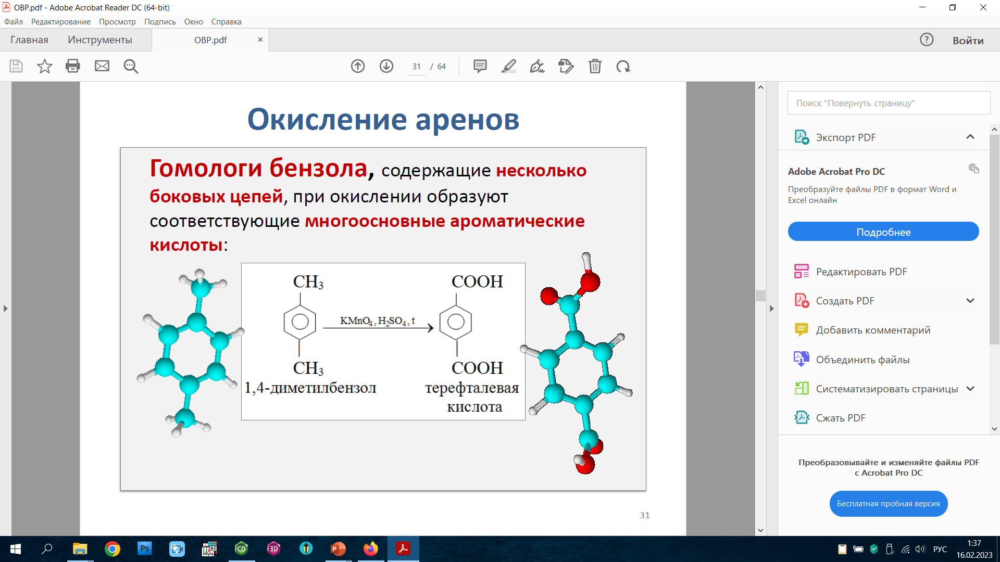 OBP.pdf - Adobe Acrobat Reader DC (64-bit)
Файл Редактирование Просмотр Подпись Окно Справка
Главная Инструменты OBP.pdf Войти
31 / 64
Окисление аренов
Гомологи бензола, содержащие несколько
боковых цепей, при окислении образуют
соответствующие многоосновные ароматические
кислоты:
CH3 COOH
KMnO4 , H2SO4 , t
CH3 COOH
1,4-диметилбензол терефталевая
кислота
31
Поиск "Повернуть страницу"
Экспорт PDF
Adobe Acrobat Pro DC
Преобразуйте файлы PDF в формат Word и
Excel онлайн
Подробнее
Редактировать PDF
Создать PDF
Добавить комментарий
Объединить файлы
Систематизировать страницы
Сжать PDF
Преобразовывайте и изменяйте файлы PDF
с Acrobat Pro DC
Бесплатная пробная версия
Ps
CD
3D
P
РУС
1:37
16.02.2023